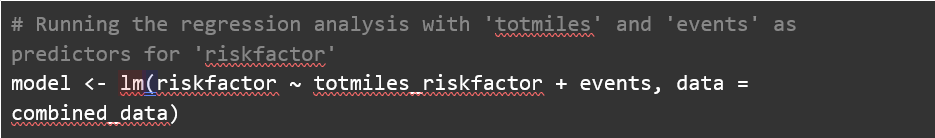 # Running the regression analysis with 'totmiles' and 'events' as
predictors for 'riskfactor'
model <- lm(riskfactor ~ totmiles_riskfactor + events, data =
combined_data)